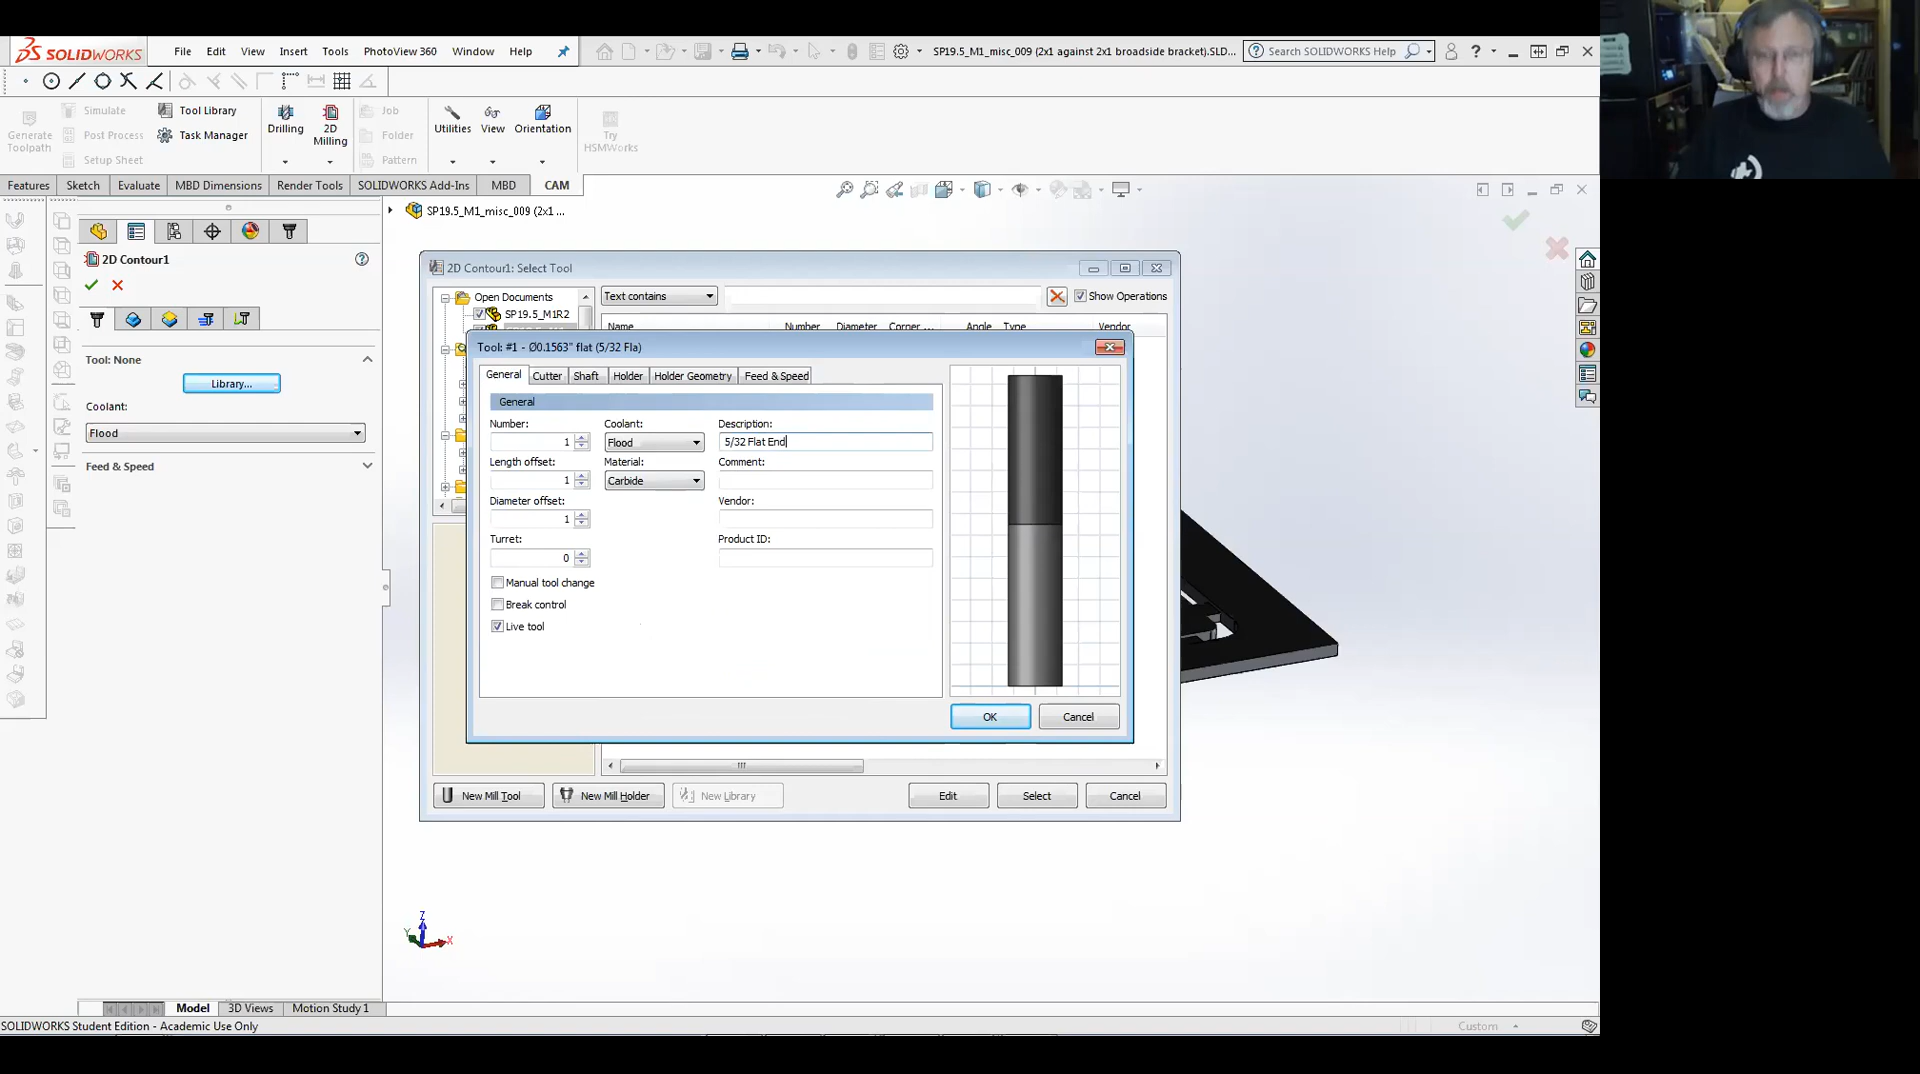 SOLIDWORKS File Edit View Insert Tools PhotoView 360 Window Help SP19.5_M1_misc_009 (2x1 against 2x1 broadside bracket).SLD... Search SOLIDWORKS Help
Generate Toolpath
Simulate
Post Process
Setup Sheet
Tool Library
Task Manager
Drilling
2D Milling
Job
Folder
Pattern
Utilities
View
Orientation
Try HSMWorks
Features Sketch Evaluate MBD Dimensions Render Tools SOLIDWORKS Add-Ins MBD CAM
SP19.5_M1_misc_009 (2x1 ...
2D Contour1
Tool: None
Library...
Coolant:
Flood
Feed & Speed
2D Contour1: Select Tool
Open Documents
SP19.5_M1R2
Text contains
Show Operations
Name Number Diameter Corner ... Angle Type Vendor
Tool: #1 - Ø0.1563" flat (5/32 Fla)
General Cutter Shaft Holder Holder Geometry Feed & Speed
General
Number: Coolant: Description:
1 Flood 5/32 Flat End
Length offset: Material: Comment:
1 Carbide
Diameter offset: Vendor:
1
Turret: Product ID:
0
Manual tool change
Break control
Live tool
OK Cancel
New Mill Tool New Mill Holder New Library Edit Select Cancel
Z
Y
X
Model 3D Views Motion Study 1
SOLIDWORKS Student Edition - Academic Use Only Custom